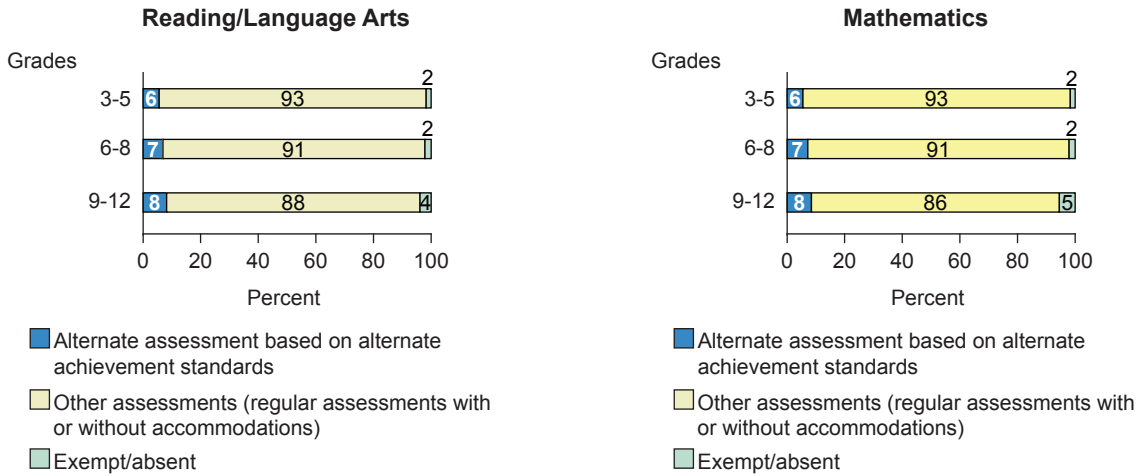 Reading/Language Arts
Grades
2
3-5 6 93
2
6-8 7 91
9-12 8 88 4
0 20 40 60 80 100
Percent
Alternate assessment based on alternate
achievement standards
Other assessments (regular assessments with
or without accommodations)
Exempt/absent
Mathematics
Grades
2
3-5 6 93
2
6-8 7 91
9-12 8 86 5
0 20 40 60 80 100
Percent
Alternate assessment based on alternate
achievement standards
Other assessments (regular assessments with
or without accommodations)
Exempt/absent